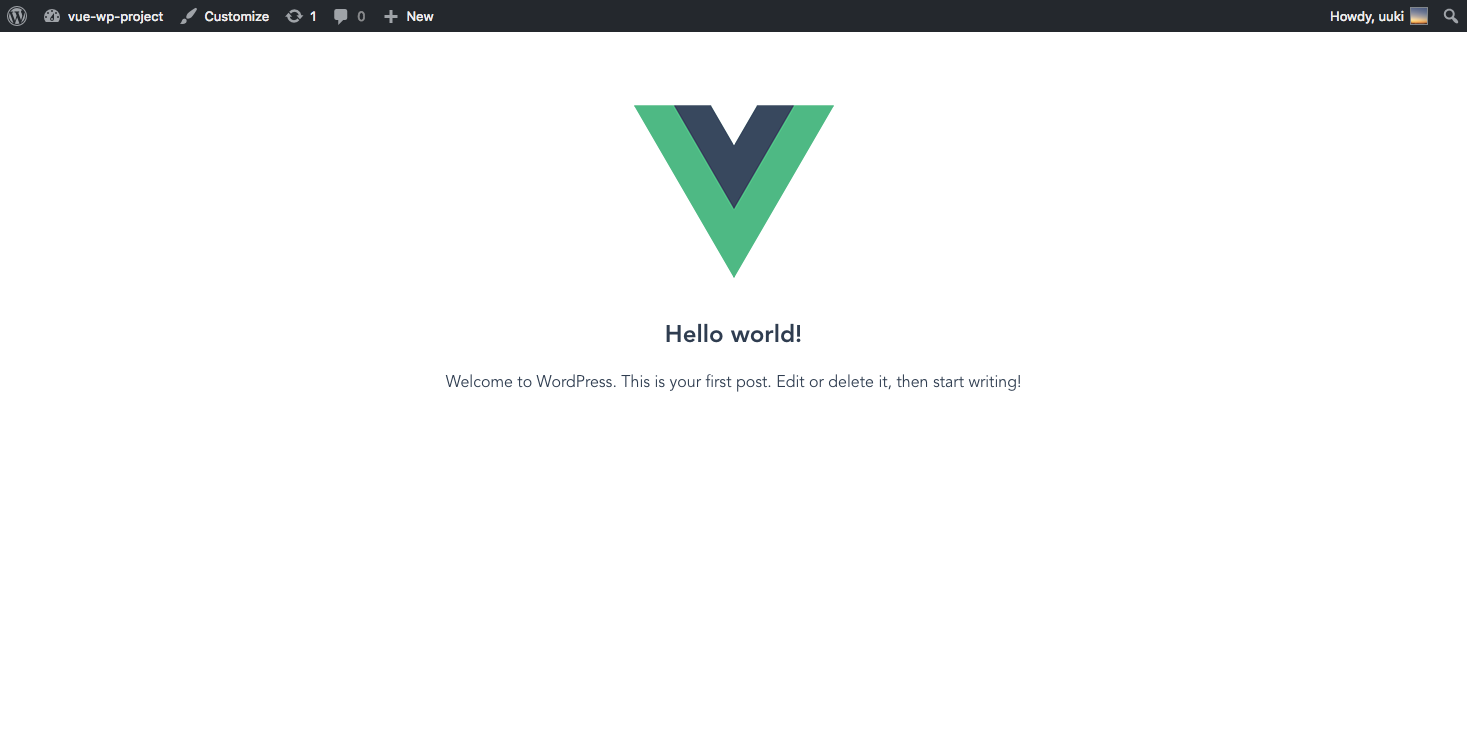 vue-wp-project Customize 1 0 New Howdy, uuki
Hello world!
Welcome to WordPress. This is your first post. Edit or delete it, then start writing!